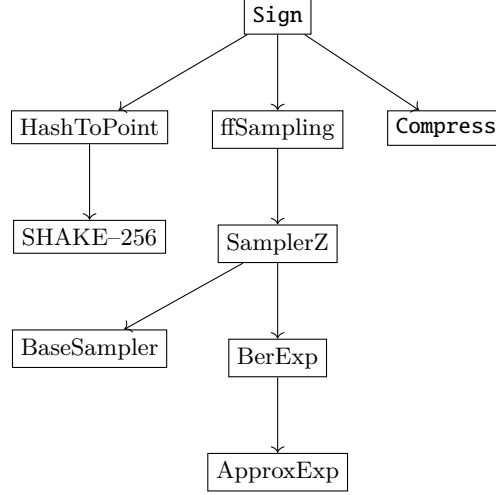 Sign
HashToPoint
ffSampling
Compress
SHAKE–256
SamplerZ
BaseSampler
BerExp
ApproxExp